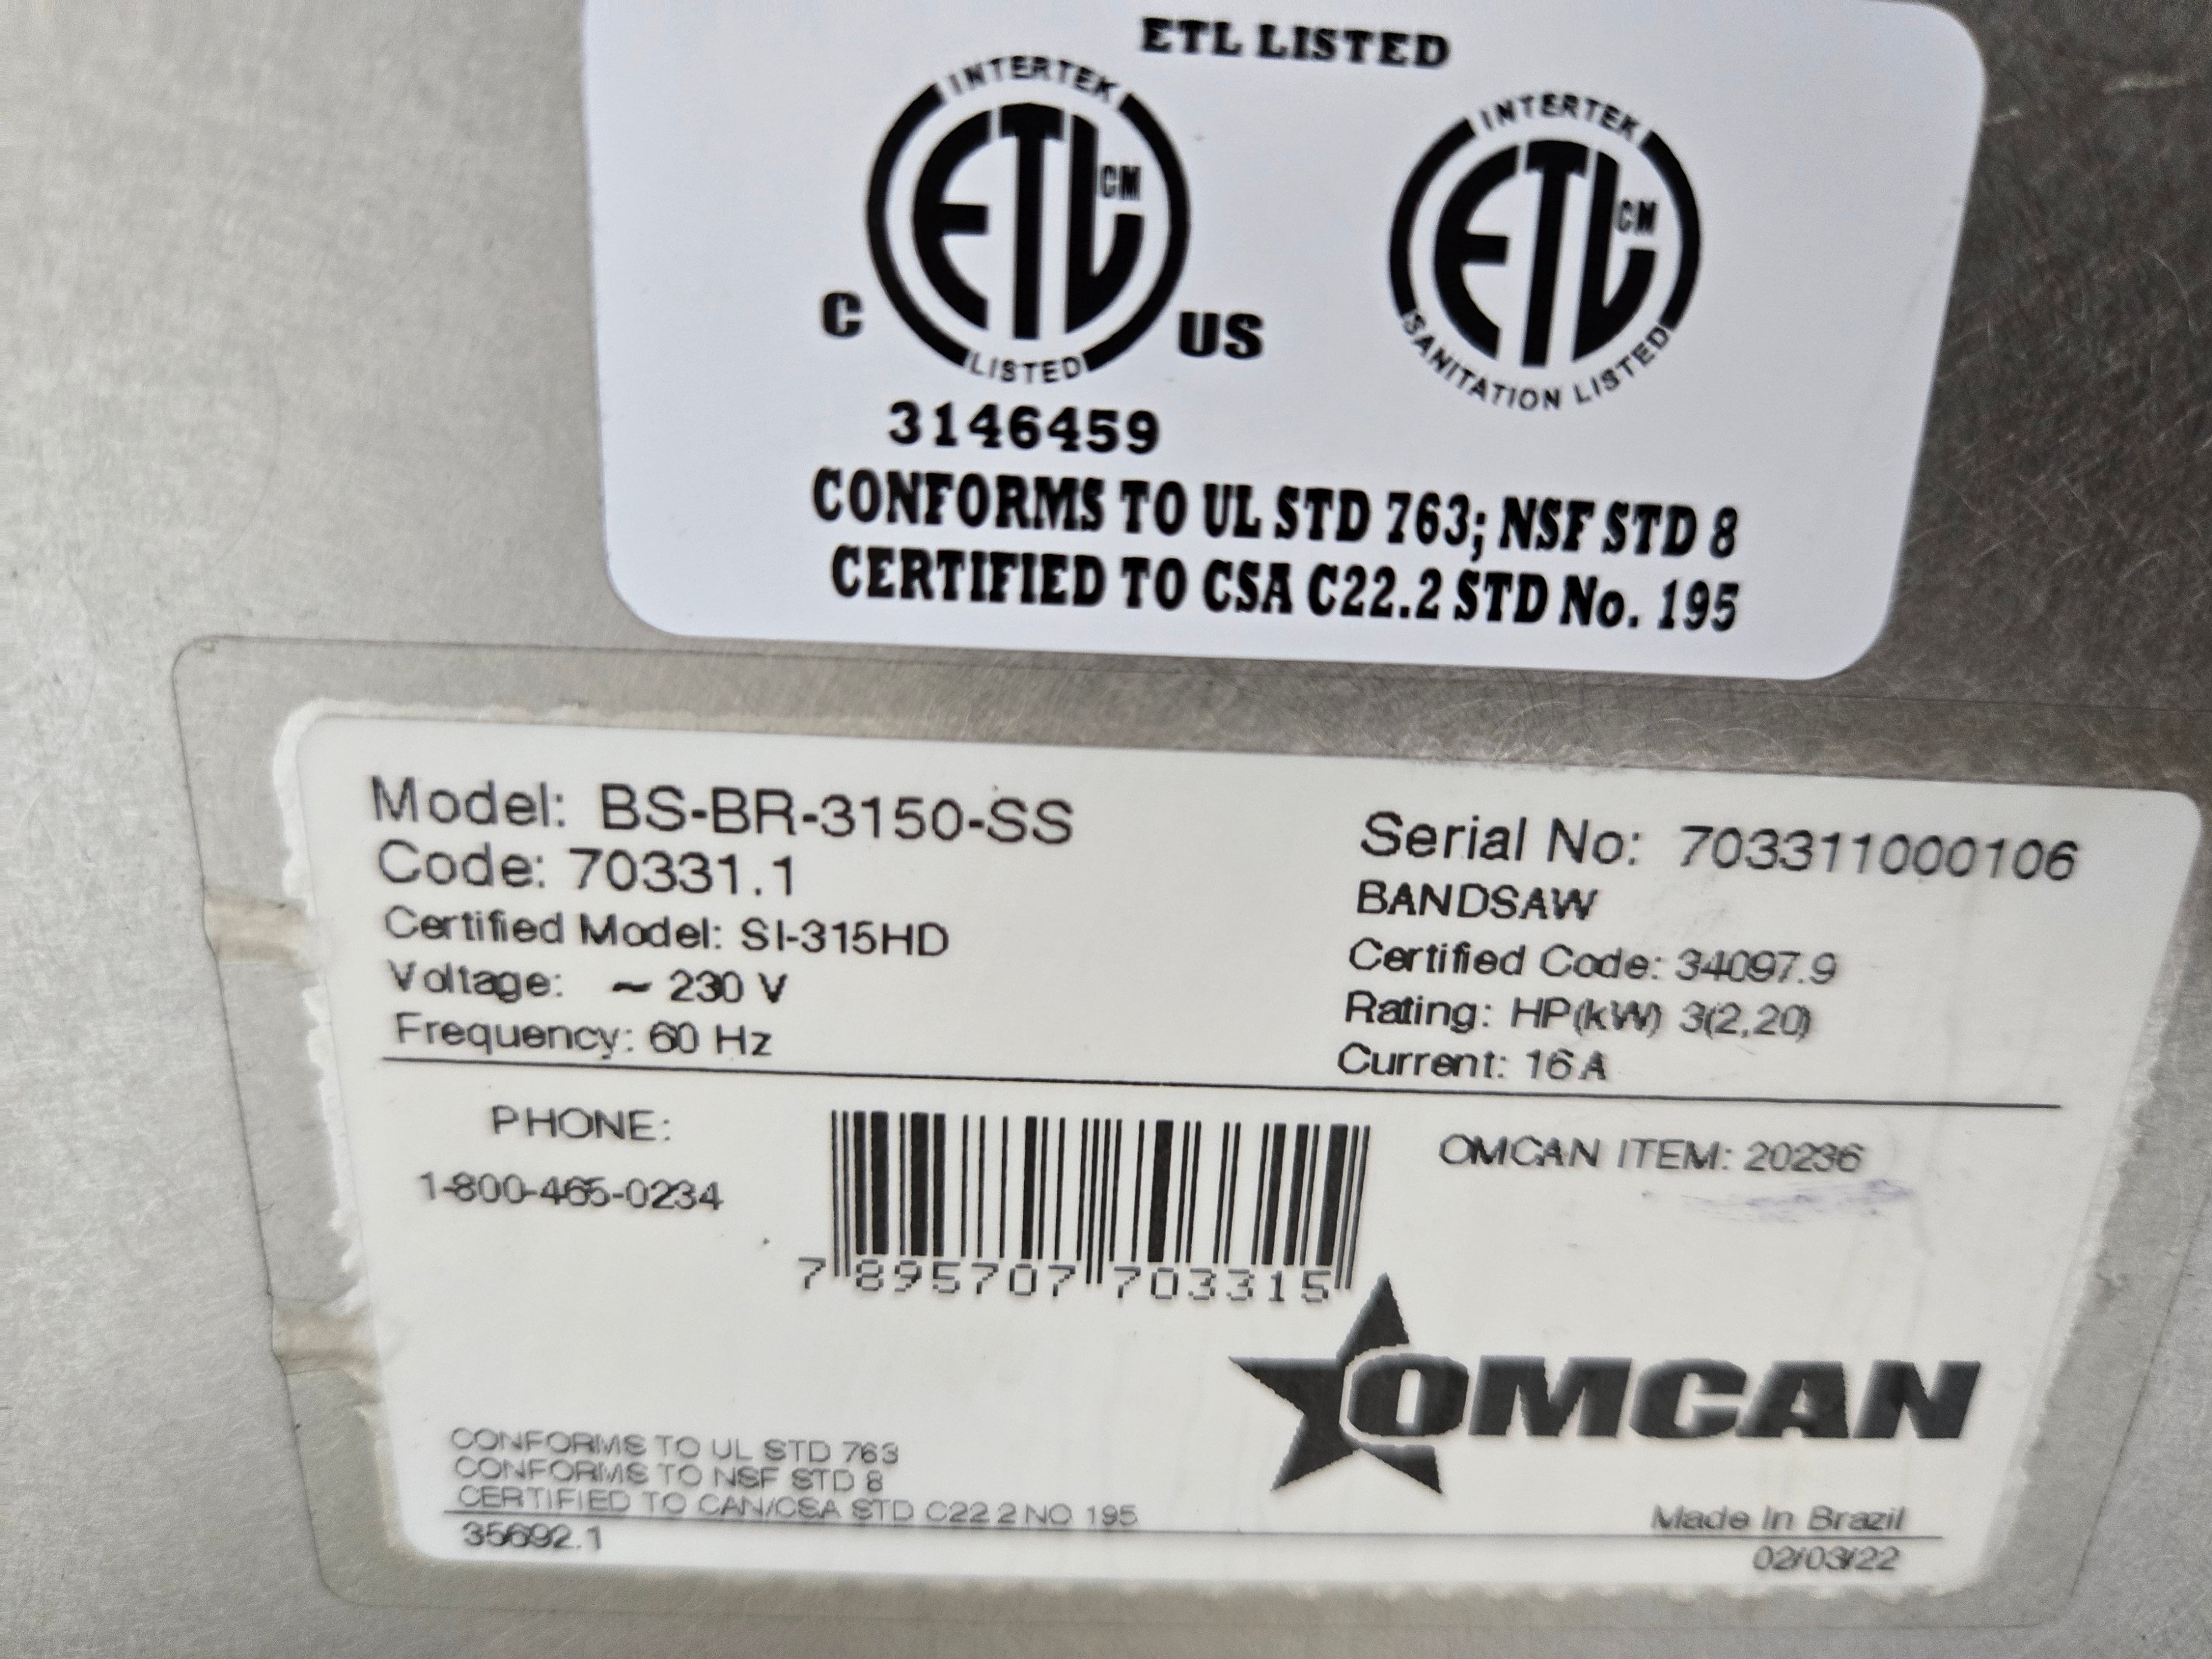 ETL LISTED
INTERTEK
ETL CM
C US
LISTED
INTERTEK
ETL CM
SANITATION LISTED
3146459
CONFORMS TO UL STD 763; NSF STD 8
CERTIFIED TO CSA C22.2 STD No. 195
Model: BS-BR-3150-SS
Code: 70331.1
Certified Model: SI-315HD
Voltage: ~ 230 V
Frequency: 60 Hz
Serial No: 703311000106
BANDSAW
Certified Code: 34097.9
Rating: HP(kW) 3(2,20)
Current: 16 A
PHONE:
1-800-465-0234
7 895707 703315
OMCAN ITEM: 20236
OMCAN
CONFORMS TO UL STD 763
CONFORMS TO NSF STD 8
CERTIFIED TO CAN/CSA STD C22 2 NO 195
35692.1
Made In Brazil
02/03/22